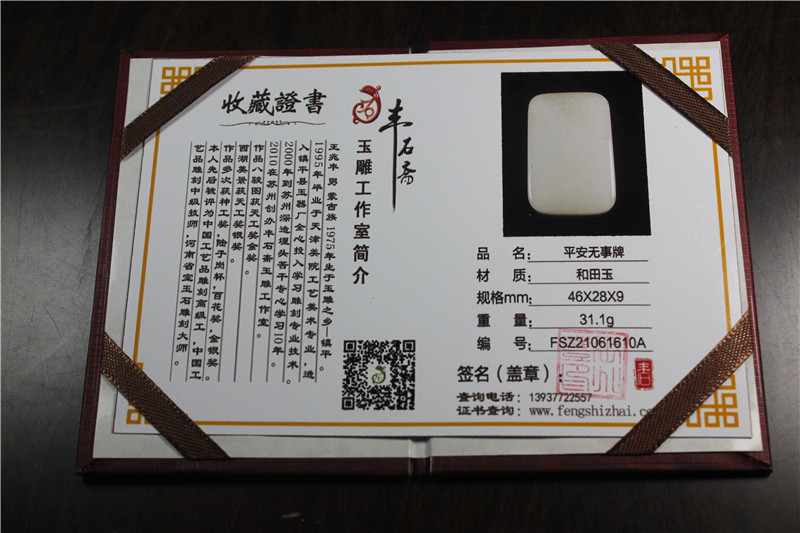 收藏證書
丰石斋
玉雕工作室简介
王兆丰 男 蒙古族 1975年生于玉雕之乡—镇平。
1995年毕业于天津美院工艺美术专业，进
入镇平县玉器厂全心投入学习雕刻专业技术。
2000年到苏州深造埋头苦干专心学习10年。
2010在苏州创办丰石斋玉雕工作室。
作品八骏图获天工奖金奖。
西湖美景获天工奖银奖。
作品多次获神工奖，陆子岗杯，百花奖，金银奖。
本人先后被评为中国工艺品雕刻高级工，中国工
艺品雕刻中级技师，河南省宝玉石雕刻大师。
品 名： 平安无事牌
材 质： 和田玉
规格mm： 46X28X9
重 量： 31.1g
编 号： FSZ21061610A
签名（盖章）：
丰石
查询电话： 13937722557
证书查询： www.fengshizhai.c